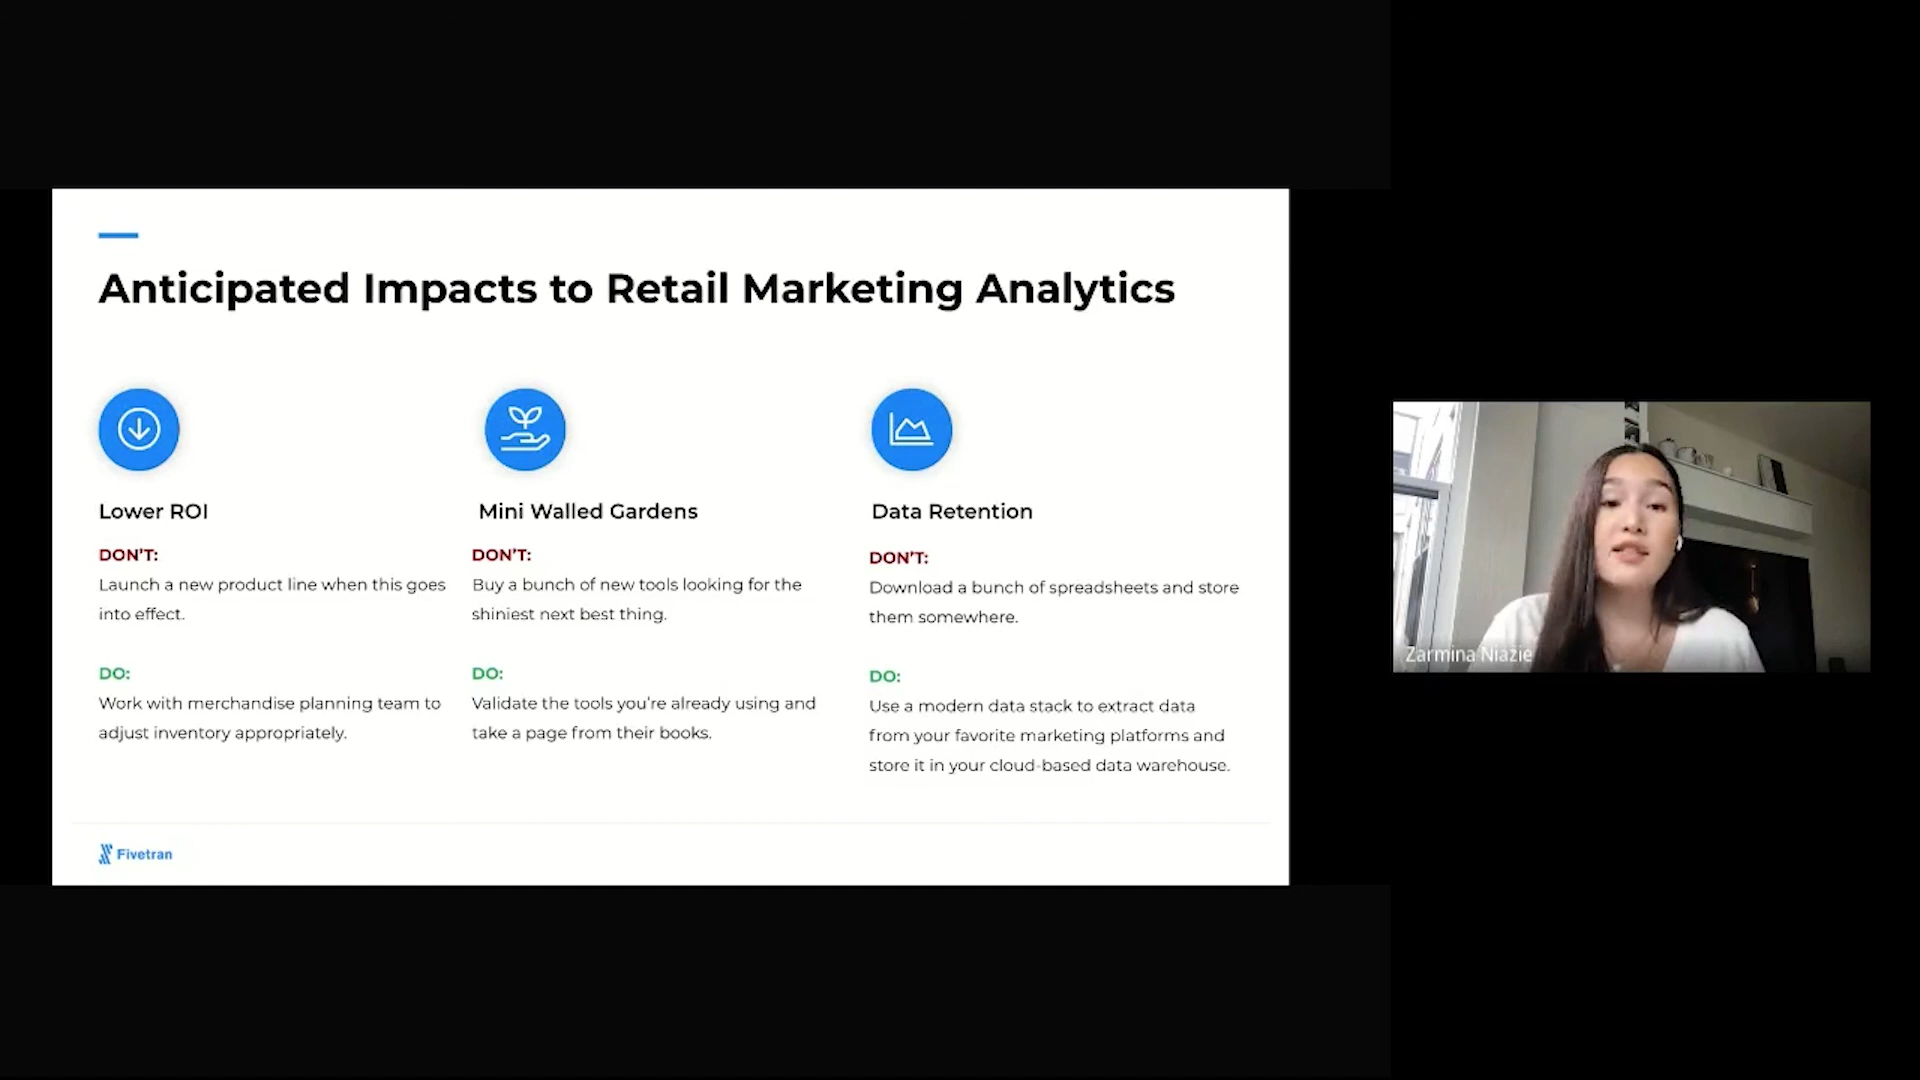 Anticipated Impacts to Retail Marketing Analytics
Lower ROI
DON'T:
Launch a new product line when this goes
into effect.
DO:
Work with merchandise planning team to
adjust inventory appropriately.
Mini Walled Gardens
DON'T:
Buy a bunch of new tools looking for the
shiniest next best thing.
DO:
Validate the tools you're already using and
take a page from their books.
Data Retention
DON'T:
Download a bunch of spreadsheets and store
them somewhere.
DO:
Use a modern data stack to extract data
from your favorite marketing platforms and
store it in your cloud-based data warehouse.
Fivetran
Zarmina Niazie